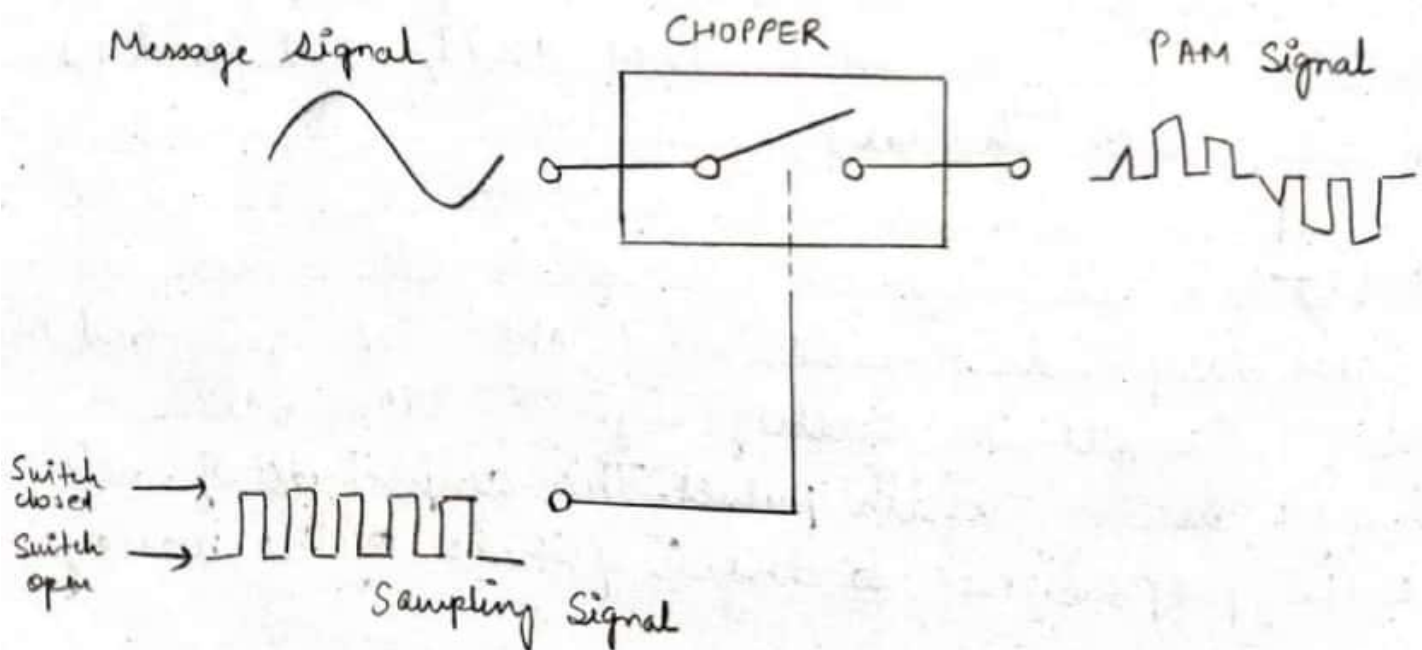 Message Signal
CHOPPER
PAM Signal
Switch
closed
Switch
open
Sampling Signal